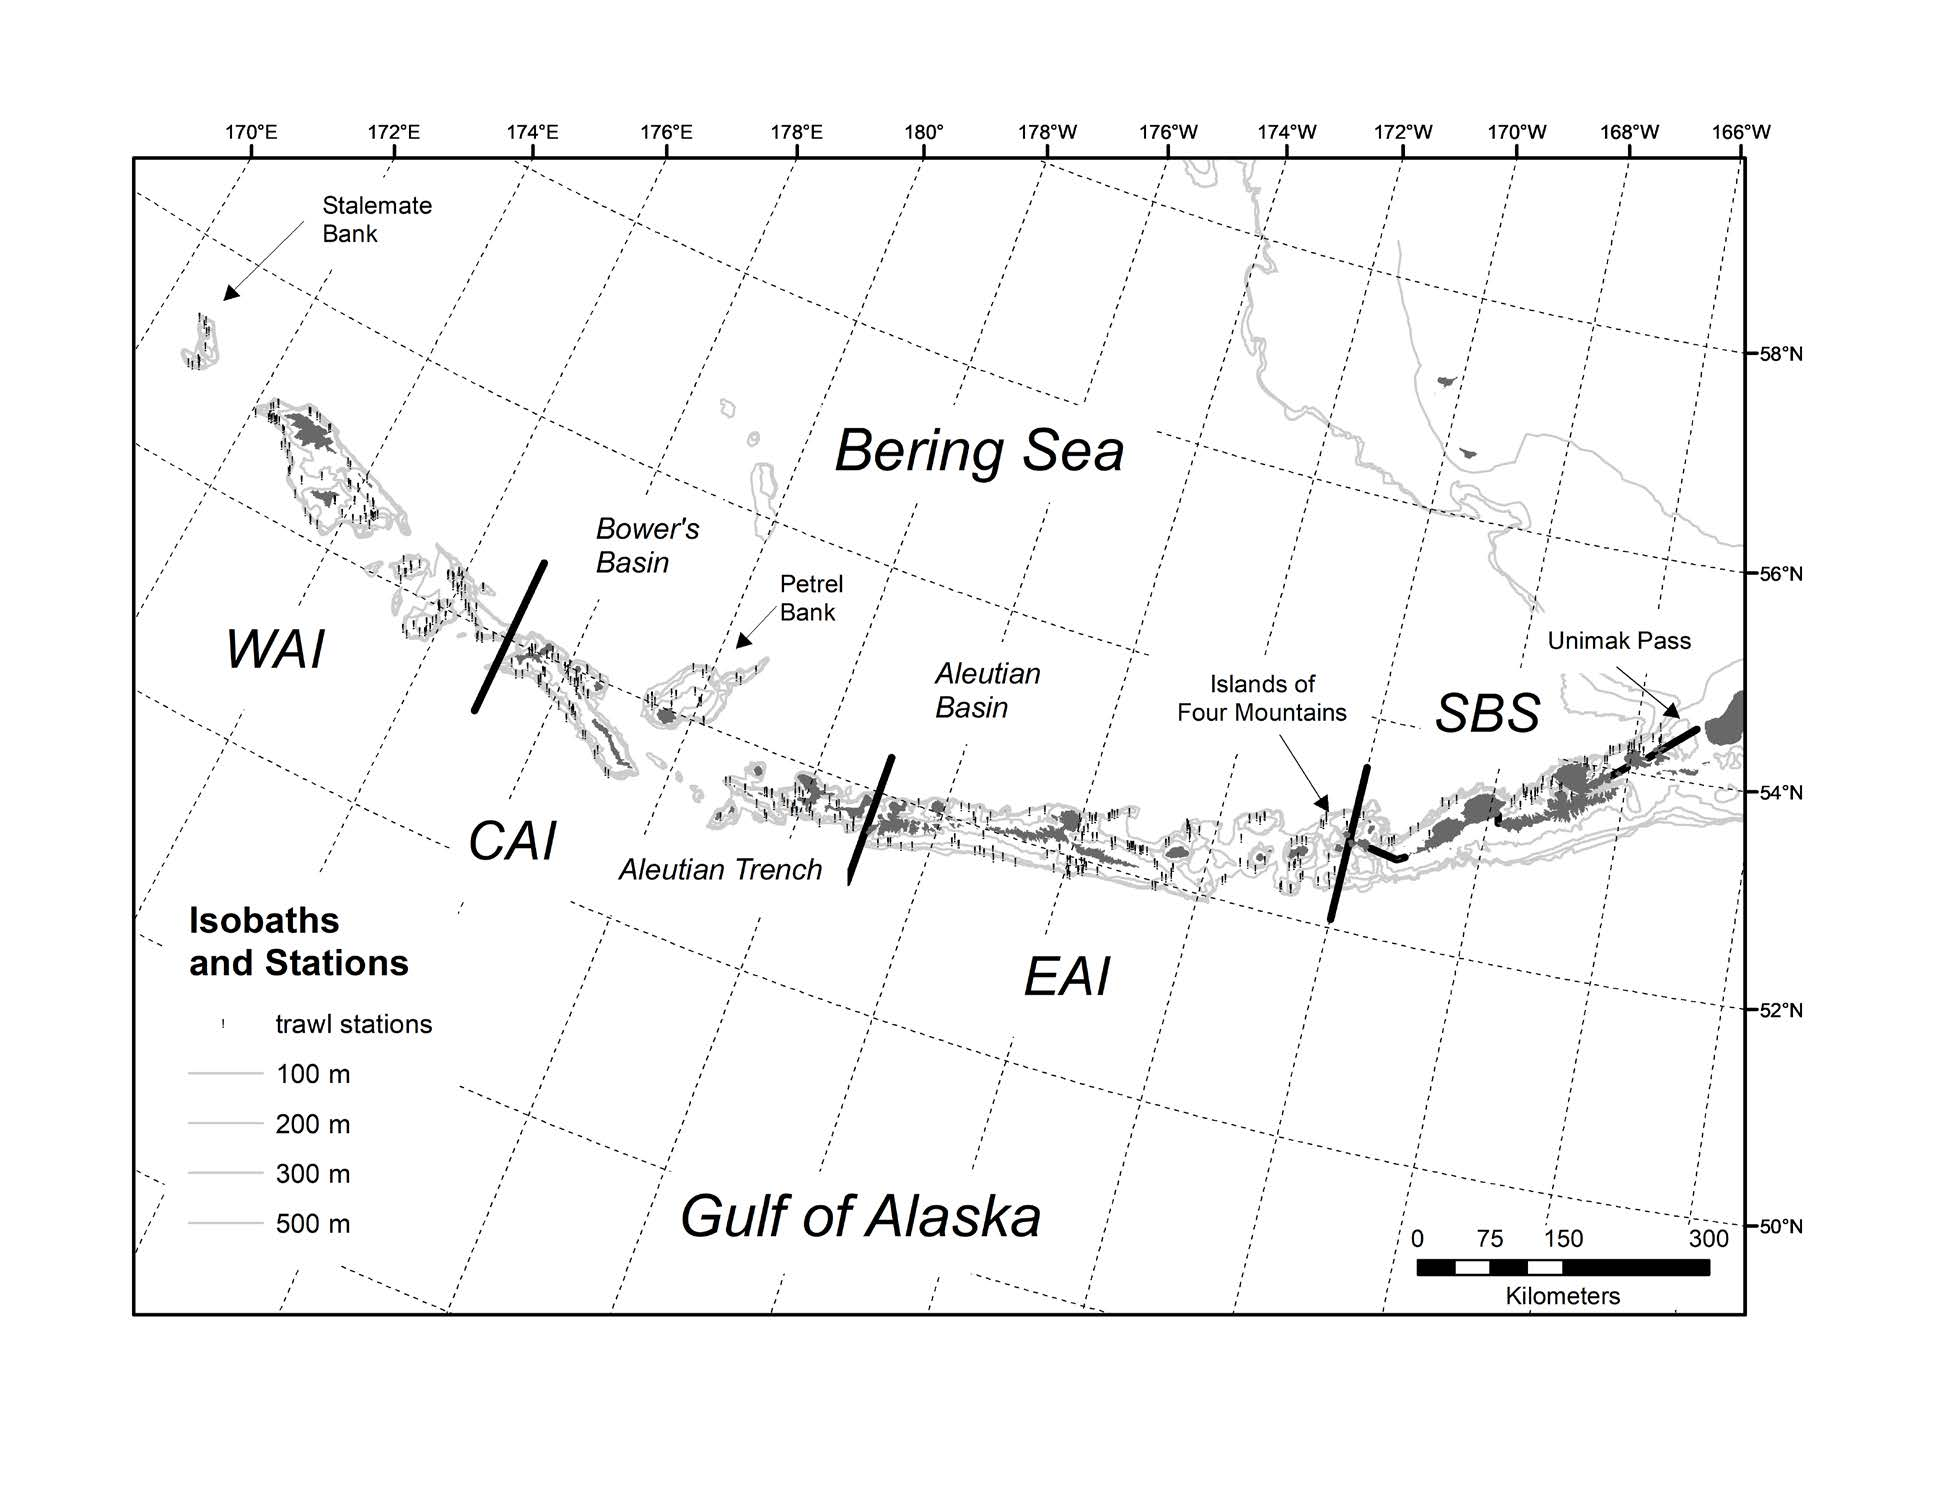 170°E 172°E 174°E 176°E 178°E 180° 178°W 176°W 174°W 172°W 170°W 168°W 166°W
Stalemate
Bank
58°N
Bering Sea
Bower's
Basin
56°N
Petrel
Bank
WAI
Unimak Pass
Aleutian
Basin
Islands of
Four Mountains
SBS
54°N
CAI
Aleutian Trench
EAI
52°N
Isobaths
and Stations
trawl stations
100 m
200 m
300 m
500 m
Gulf of Alaska
50°N
0 75 150 300
Kilometers